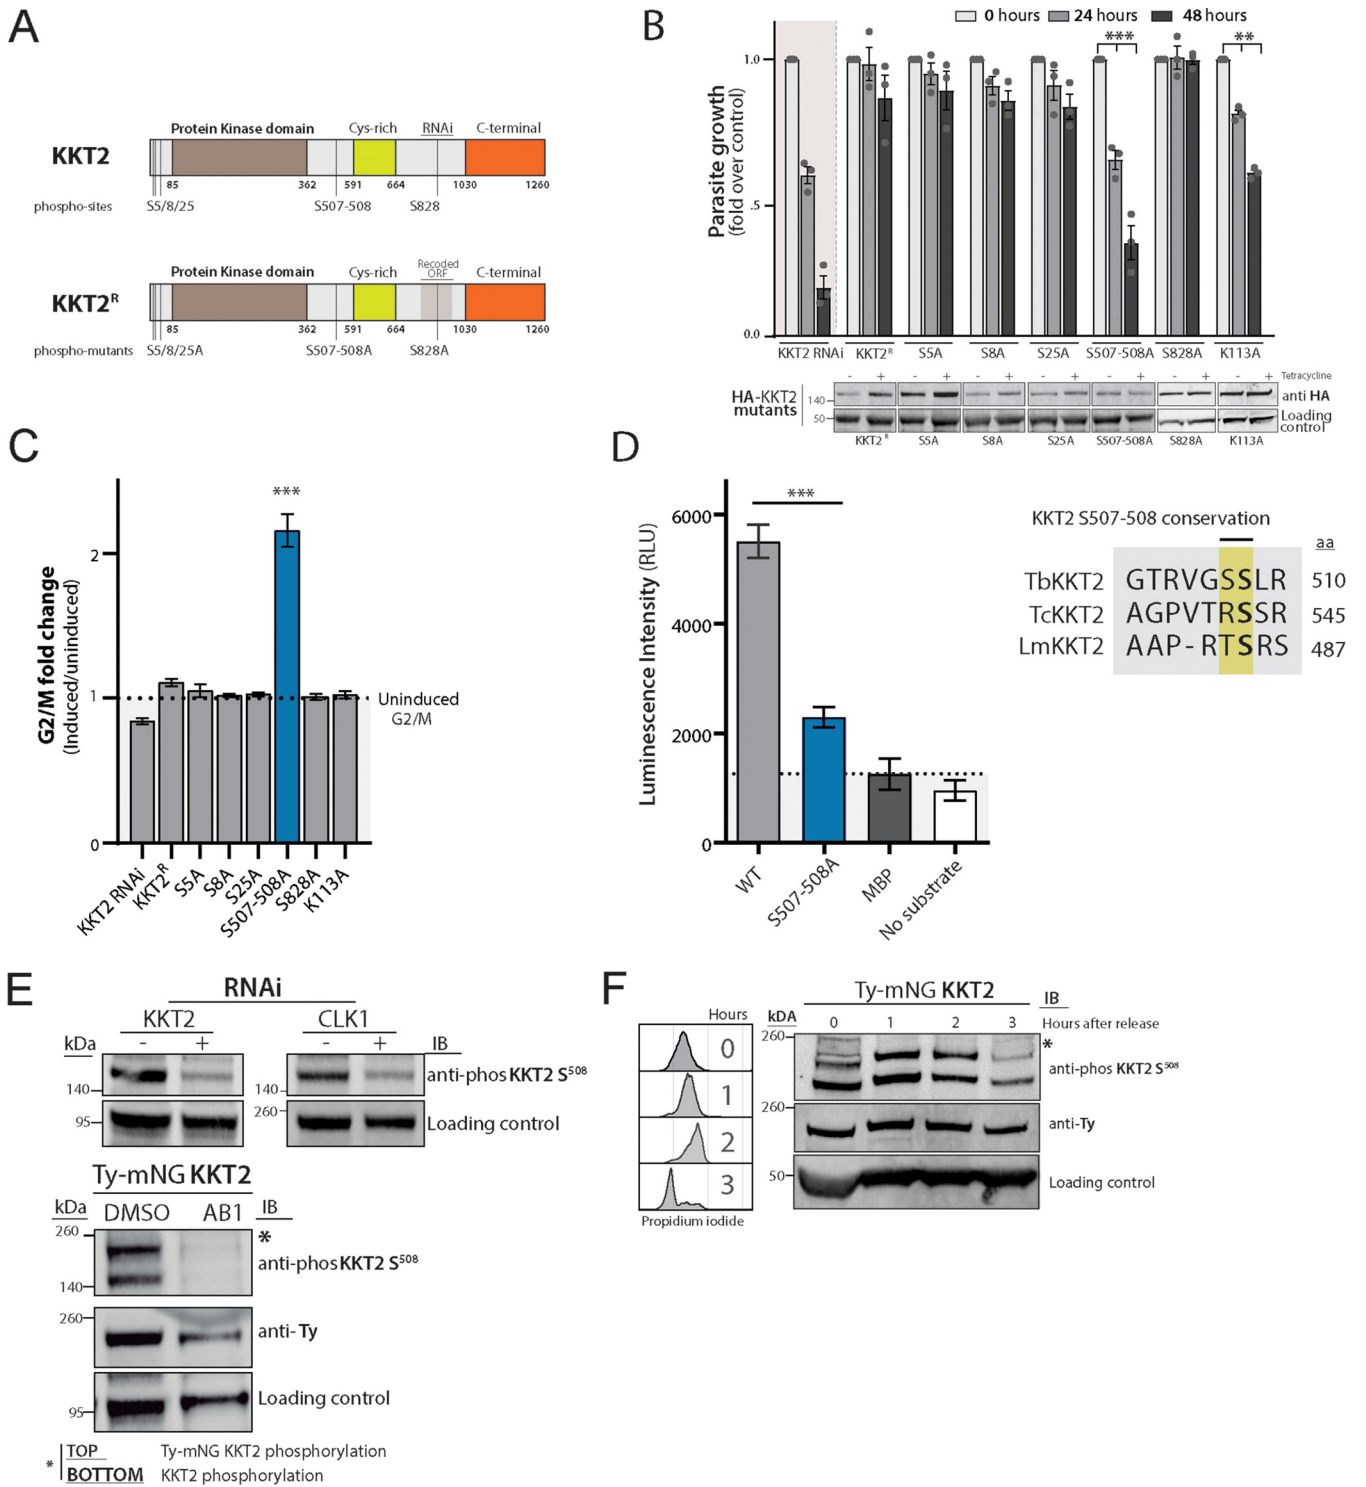 A
Protein Kinase domain Cys-rich RNAi C-terminal
KKT2
85 362 591 664 1030 1260
phospho-sites S5/8/25 S507-508 S828
Protein Kinase domain Cys-rich Recoded ORF C-terminal
KKT2R
85 362 591 664 1030 1260
phospho-mutants S5/8/25A S507-508A S828A
B
0 hours 24 hours 48 hours
*** **
Parasite growth
(fold over control)
1.0
.5
0.0
KKT2 RNAi KKT2R S5A S8A S25A S507-508A S828A K113A
- + - + - + - + - + - + - + Tetracycline
HA-KKT2 mutants
140 anti HA
50 Loading control
KKT2R S5A S8A S25A S507-508A S828A K113A
C
***
G2/M fold change
(Induced/uninduced)
2
1
0
Uninduced
G2/M
KKT2 RNAi KKT2R S5A S8A S25A S507-508A S828A K113A
D
***
Luminescence Intensity (RLU)
6000
4000
2000
0
WT S507-508A MBP No substrate
KKT2 S507-508 conservation
aa
TbKKT2 GTRVGSSLR 510
TcKKT2 AGPVTRSSR 545
LmKKT2 AAP-RTSRS 487
E
RNAi
KKT2 CLK1
kDa - + - + IB
140 140 anti-phos KKT2 S508
95 260 Loading control
Ty-mNG KKT2
kDa DMSO AB1 IB
260 *
anti-phos KKT2 S508
140
260
anti-Ty
Loading control
95
* TOP Ty-mNG KKT2 phosphorylation
BOTTOM KKT2 phosphorylation
F
Hours
0
1
2
3
Propidium iodide
Ty-mNG KKT2 IB
kDA 0 1 2 3 Hours after release
260 *
anti-phos KKT2 S508
260
anti-Ty
50 Loading control